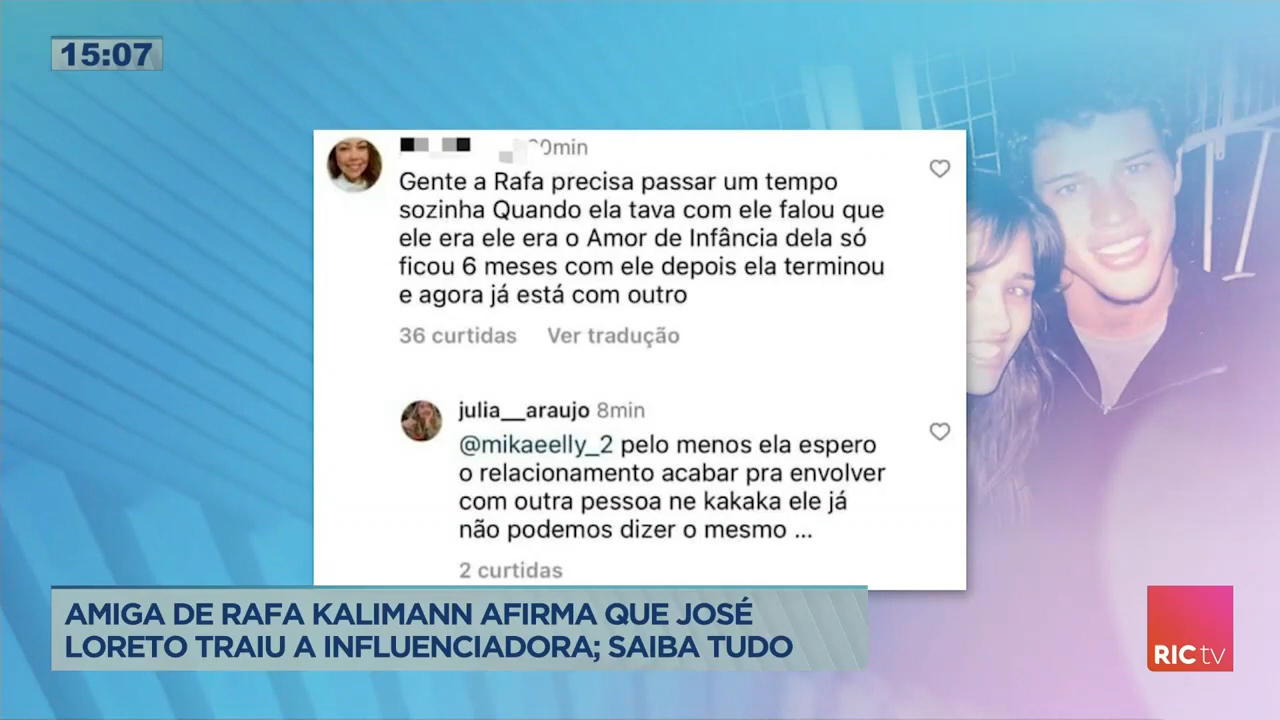 15:07
Gente a Rafa precisa passar um tempo
sozinha Quando ela tava com ele falou que
ele era ele era o Amor de Infância dela só
ficou 6 meses com ele depois ela terminou
e agora já está com outro
36 curtidas Ver tradução
julia__araujo 8min
@mikaeelly_2 pelo menos ela espero
o relacionamento acabar pra envolver
com outra pessoa ne kakaka ele já
não podemos dizer o mesmo ...
2 curtidas
AMIGA DE RAFA KALIMANN AFIRMA QUE JOSÉ
LORETO TRAIU A INFLUENCIADORA; SAIBA TUDO
RIC tv